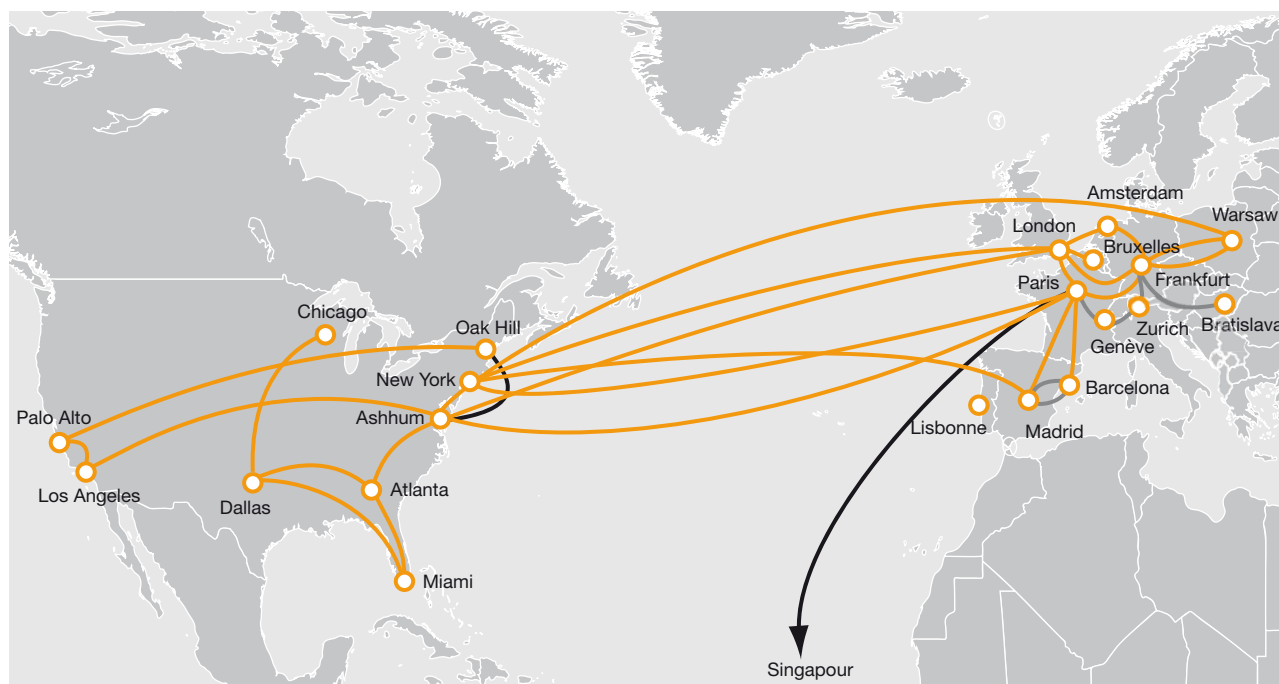 Amsterdam
Warsaw
London
Bruxelles
Paris
Frankfurt
Chicago
Oak Hill
Zurich
Bratislava
Genève
New York
Barcelona
Palo Alto
Ashhum
Lisbonne
Madrid
Los Angeles
Dallas
Atlanta
Miami
Singapour